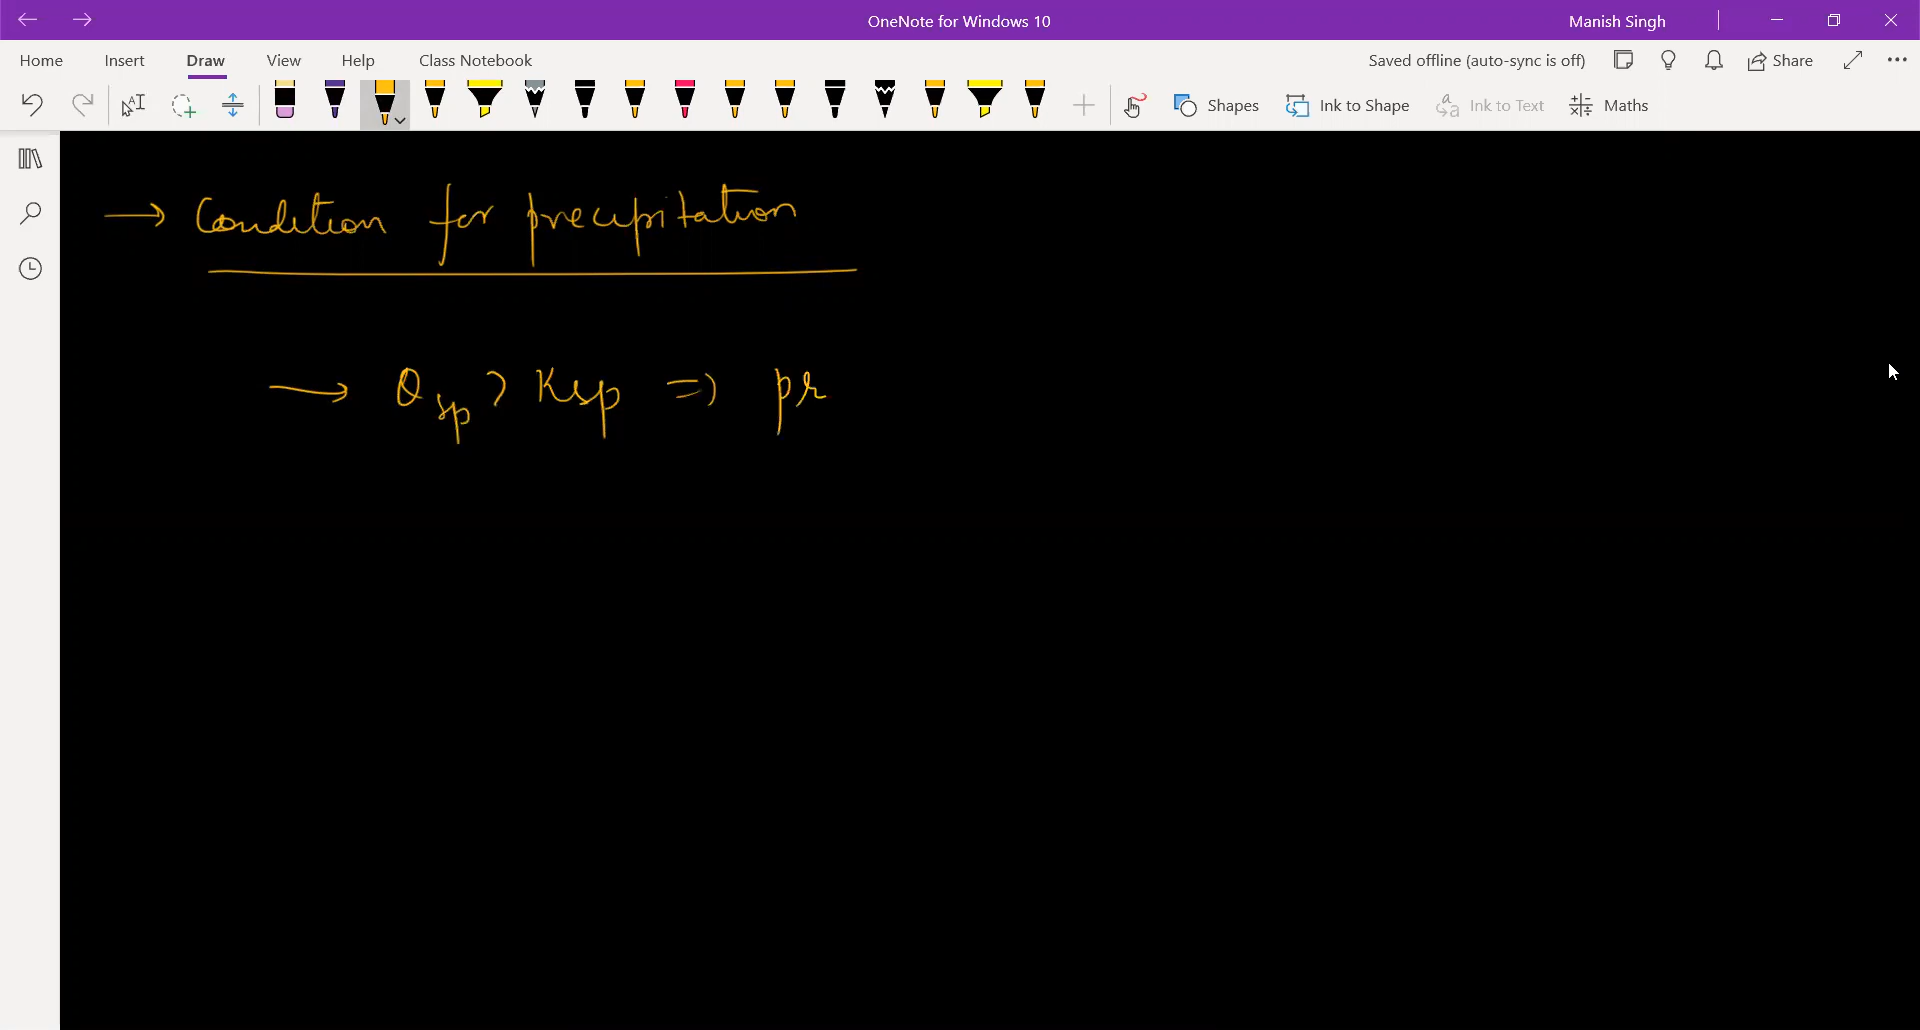 OneNote for Windows 10
Manish Singh
Home Insert Draw View Help Class Notebook
Saved offline (auto-sync is off) Share
Shapes Ink to Shape Ink to Text Maths
→ Condition for precipitation
→ Qsp > Ksp ⇒ pr